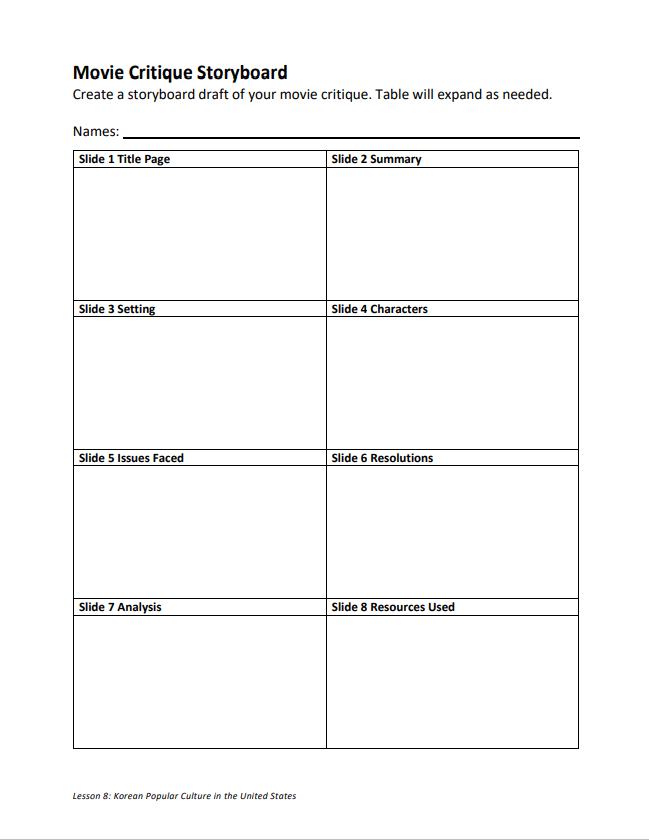 Movie Critique Storyboard
Create a storyboard draft of your movie critique. Table will expand as needed.
Names:
Slide 1 Title Page
Slide 2 Summary
Slide 3 Setting
Slide 4 Characters
Slide 5 Issues Faced
Slide 6 Resolutions
Slide 7 Analysis
Slide 8 Resources Used
Lesson 8: Korean Popular Culture in the United States